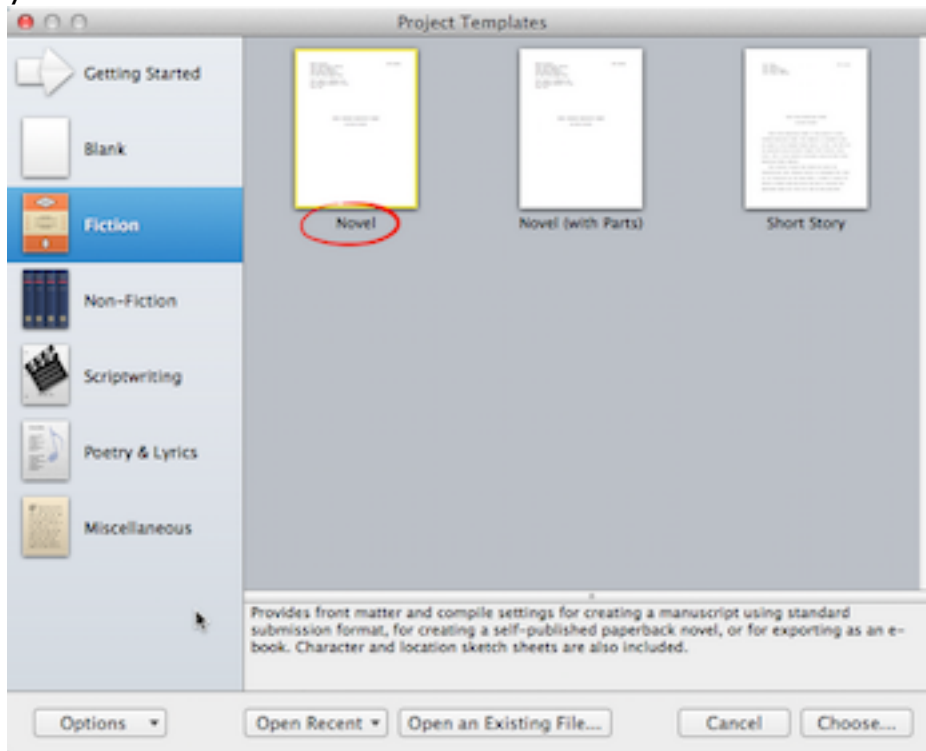 Project Templates
Getting Started
Blank
Fiction
Non-Fiction
Scriptwriting
Poetry & Lyrics
Miscellaneous
Novel
Novel (with Parts)
Short Story
Provides front matter and compile settings for creating a manuscript using standard
submission format, for creating a self-published paperback novel, or for exporting as an e-
book. Character and location sketch sheets are also included.
Options
Open Recent
Open an Existing File...
Cancel
Choose...